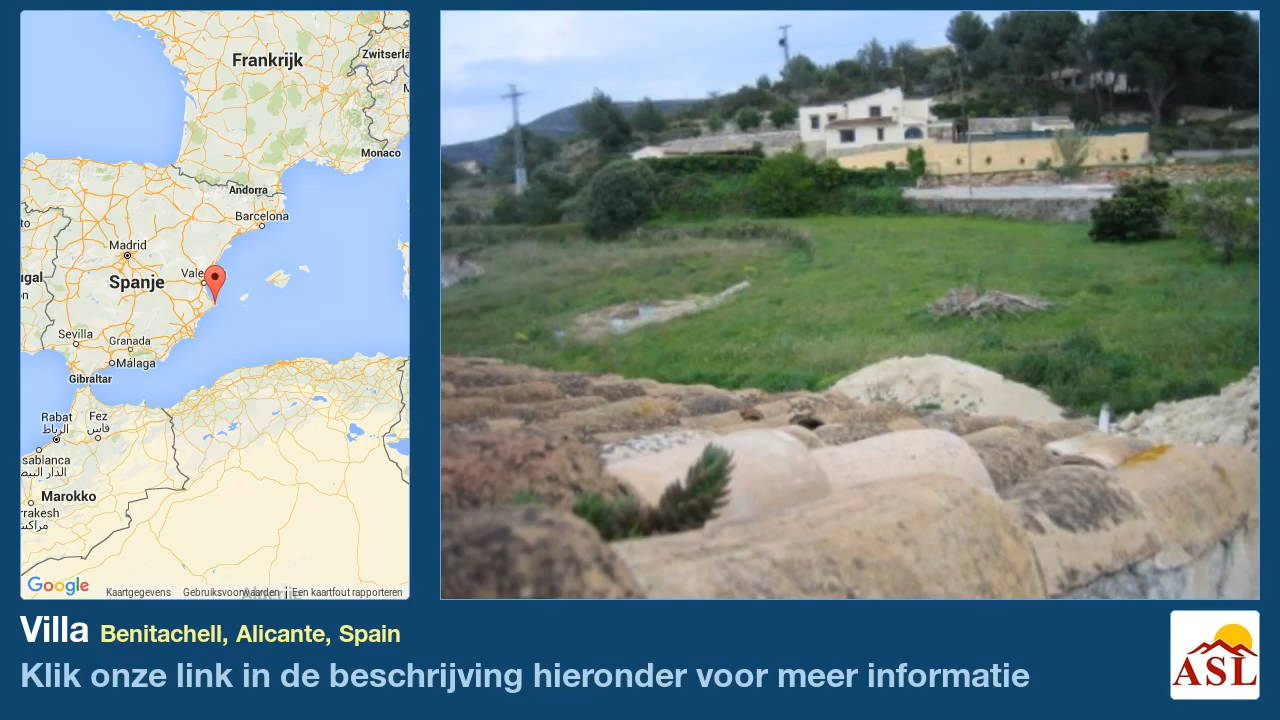 Frankrijk
Zwitserla
Monaco
Andorra
Barcelona
Madrid
Vale
Spanje
ugal
Sevilla
Granada
Málaga
Gibraltar
Rabat
الرباط
Fez
فاس
sablanca
الدار البيض
Marokko
rrakesh
مراكش
Google
Kaartgegevens
Gebruiksvoorwaarden
Een kaartfout rapporteren
Villa Benitachell, Alicante, Spain
Klik onze link in de beschrijving hieronder voor meer informatie
ASL